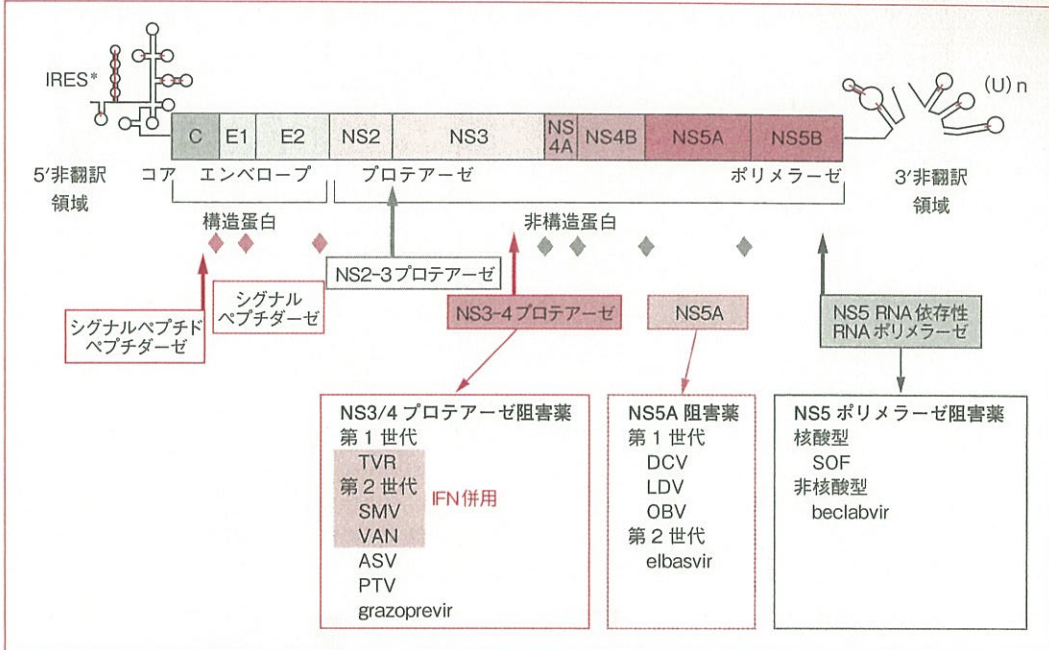 IRES*
(U)n
C E1 E2 NS2 NS3 NS 4A NS4B NS5A NS5B
5′非翻訳
領域
コア エンベロープ プロテアーゼ ポリメラーゼ
3′非翻訳
領域
構造蛋白
非構造蛋白
シグナルペプチド
ペプチダーゼ
シグナル
ペプチダーゼ
NS2-3プロテアーゼ
NS3-4プロテアーゼ
NS5A
NS5 RNA依存性
RNAポリメラーゼ
NS3/4 プロテアーゼ阻害薬
第1世代
TVR
第2世代
SMV
VAN
IFN併用
ASV
PTV
grazoprevir
NS5A 阻害薬
第1世代
DCV
LDV
OBV
第2世代
elbasvir
NS5 ポリメラーゼ阻害薬
核酸型
SOF
非核酸型
beclabvir